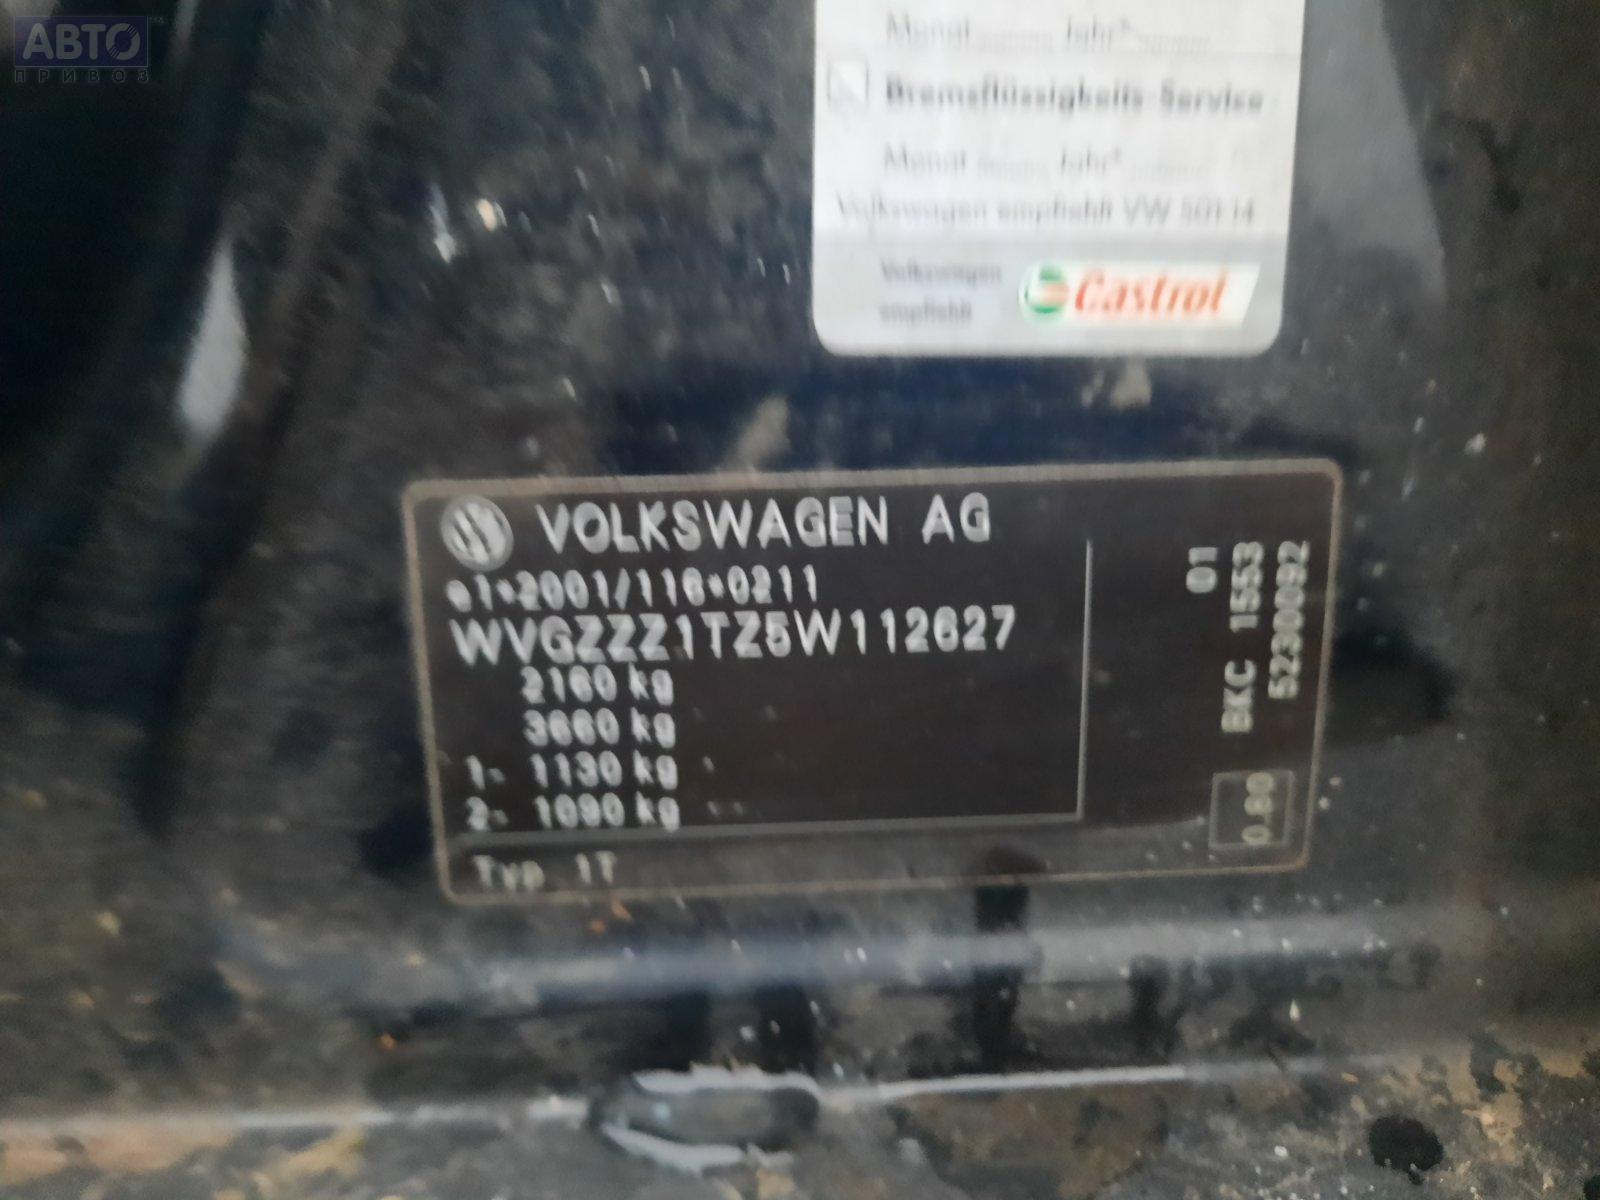 АВТО
ПРИВОЗ
Monat Jahr*
Bremsflüssigkeits-Service
Monat Jahr*
Volkswagen empfiehlt VW 501 14
Volkswagen
empfiehlt
Castrol
VOLKSWAGEN AG
e1*2001/116*0211
WVGZZZ1TZ5W112627
2160 kg
3660 kg
1- 1130 kg
2- 1090 kg
Typ 1T
01
BKC 1553
5230092
0.80